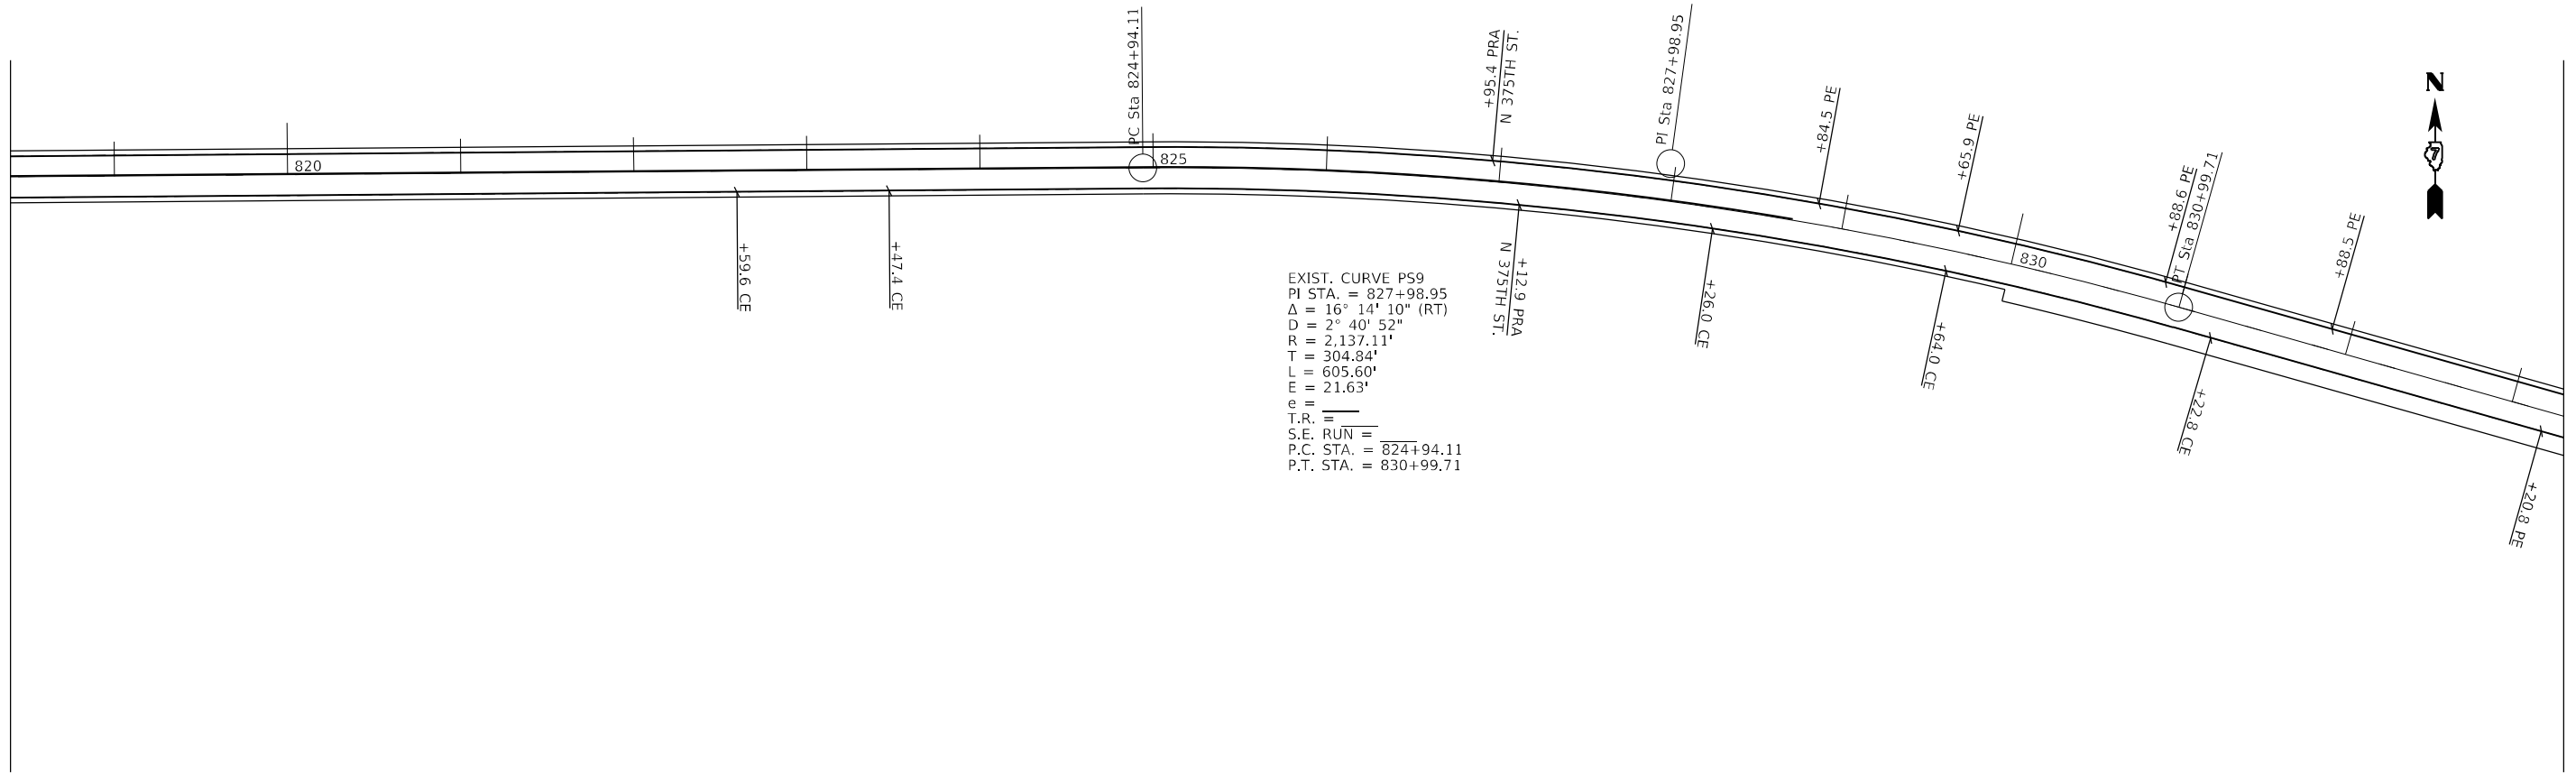 PC Sta 824+94.11
+95.4 PRA
N 375TH ST.
PI Sta 827+98.95
+84.5 PE
+65.9 PE
+88.6 PE
PT Sta 830+99.71
+88.5 PE
N
7
820
825
830
+59.6 CE
+47.4 CE
+12.9 PRA
N 375TH ST.
+26.0 CE
+64.0 CE
+22.8 CE
+20.8 PE
EXIST. CURVE PS9
PI STA. = 827+98.95
Δ = 16° 14' 10" (RT)
D = 2° 40' 52"
R = 2,137.11'
T = 304.84'
L = 605.60'
E = 21.63'
e = ____
T.R. = ____
S.E. RUN = ____
P.C. STA. = 824+94.11
P.T. STA. = 830+99.71